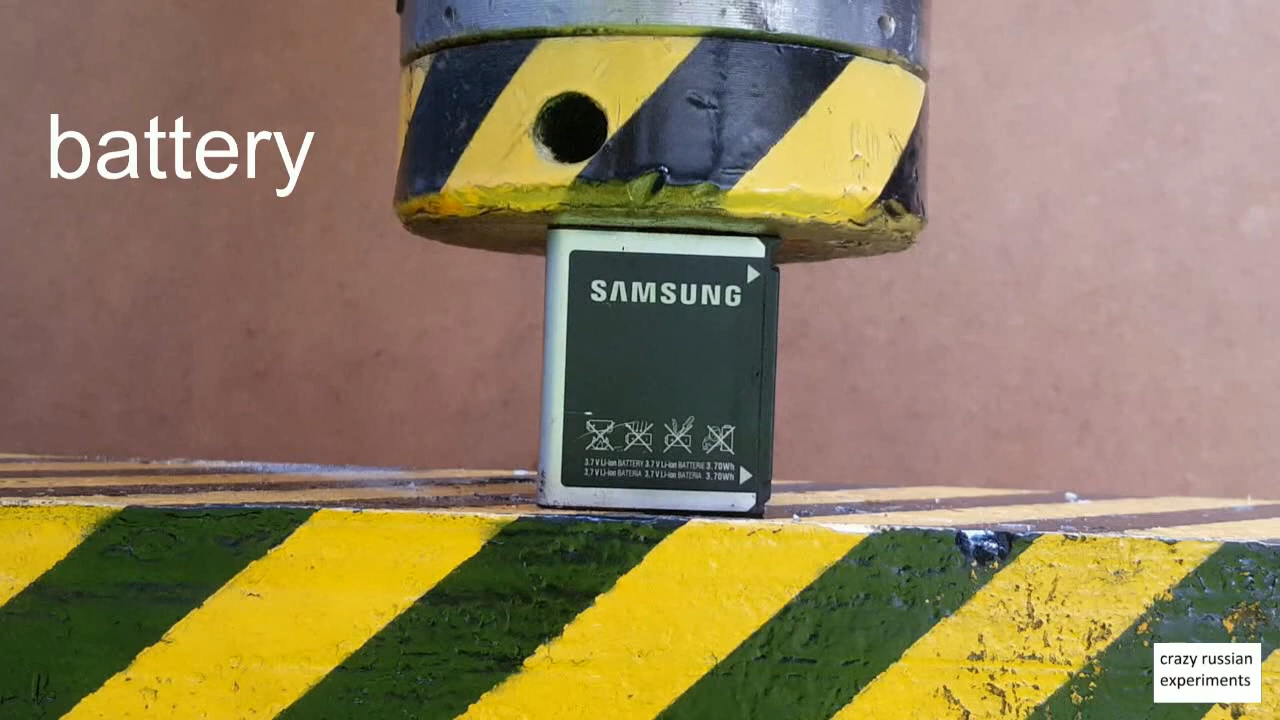 battery
SAMSUNG
3.7 V Li-ion BATTERY 3.7 V Li-ion BATTERIE 3.70Wh
3.7 V Li-ion BATERIA 3.7 V Li-ion BATERIA 3.70Wh
crazy russian
experiments